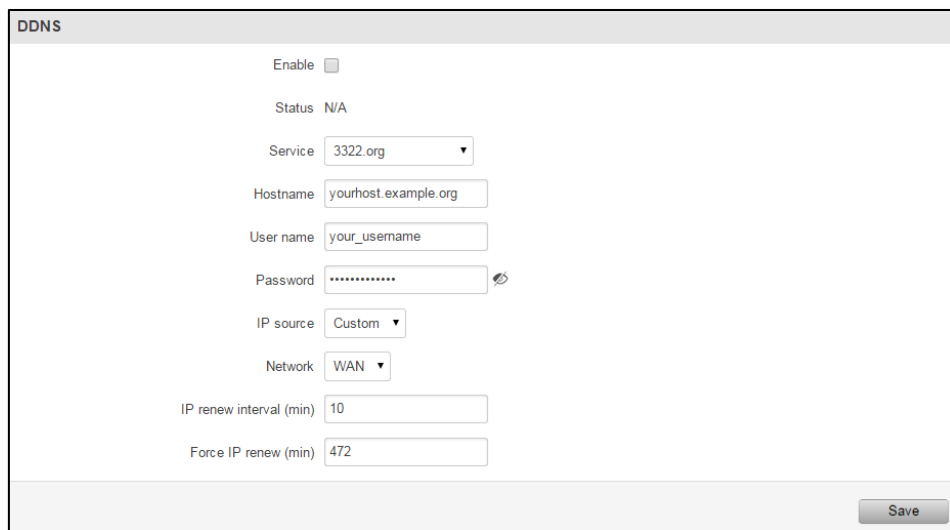 DDNS
Enable
Status N/A
Service 3322.org
Hostname yourhost.example.org
User name your_username
Password •••••••••••••
IP source Custom
Network WAN
IP renew interval (min) 10
Force IP renew (min) 472
Save